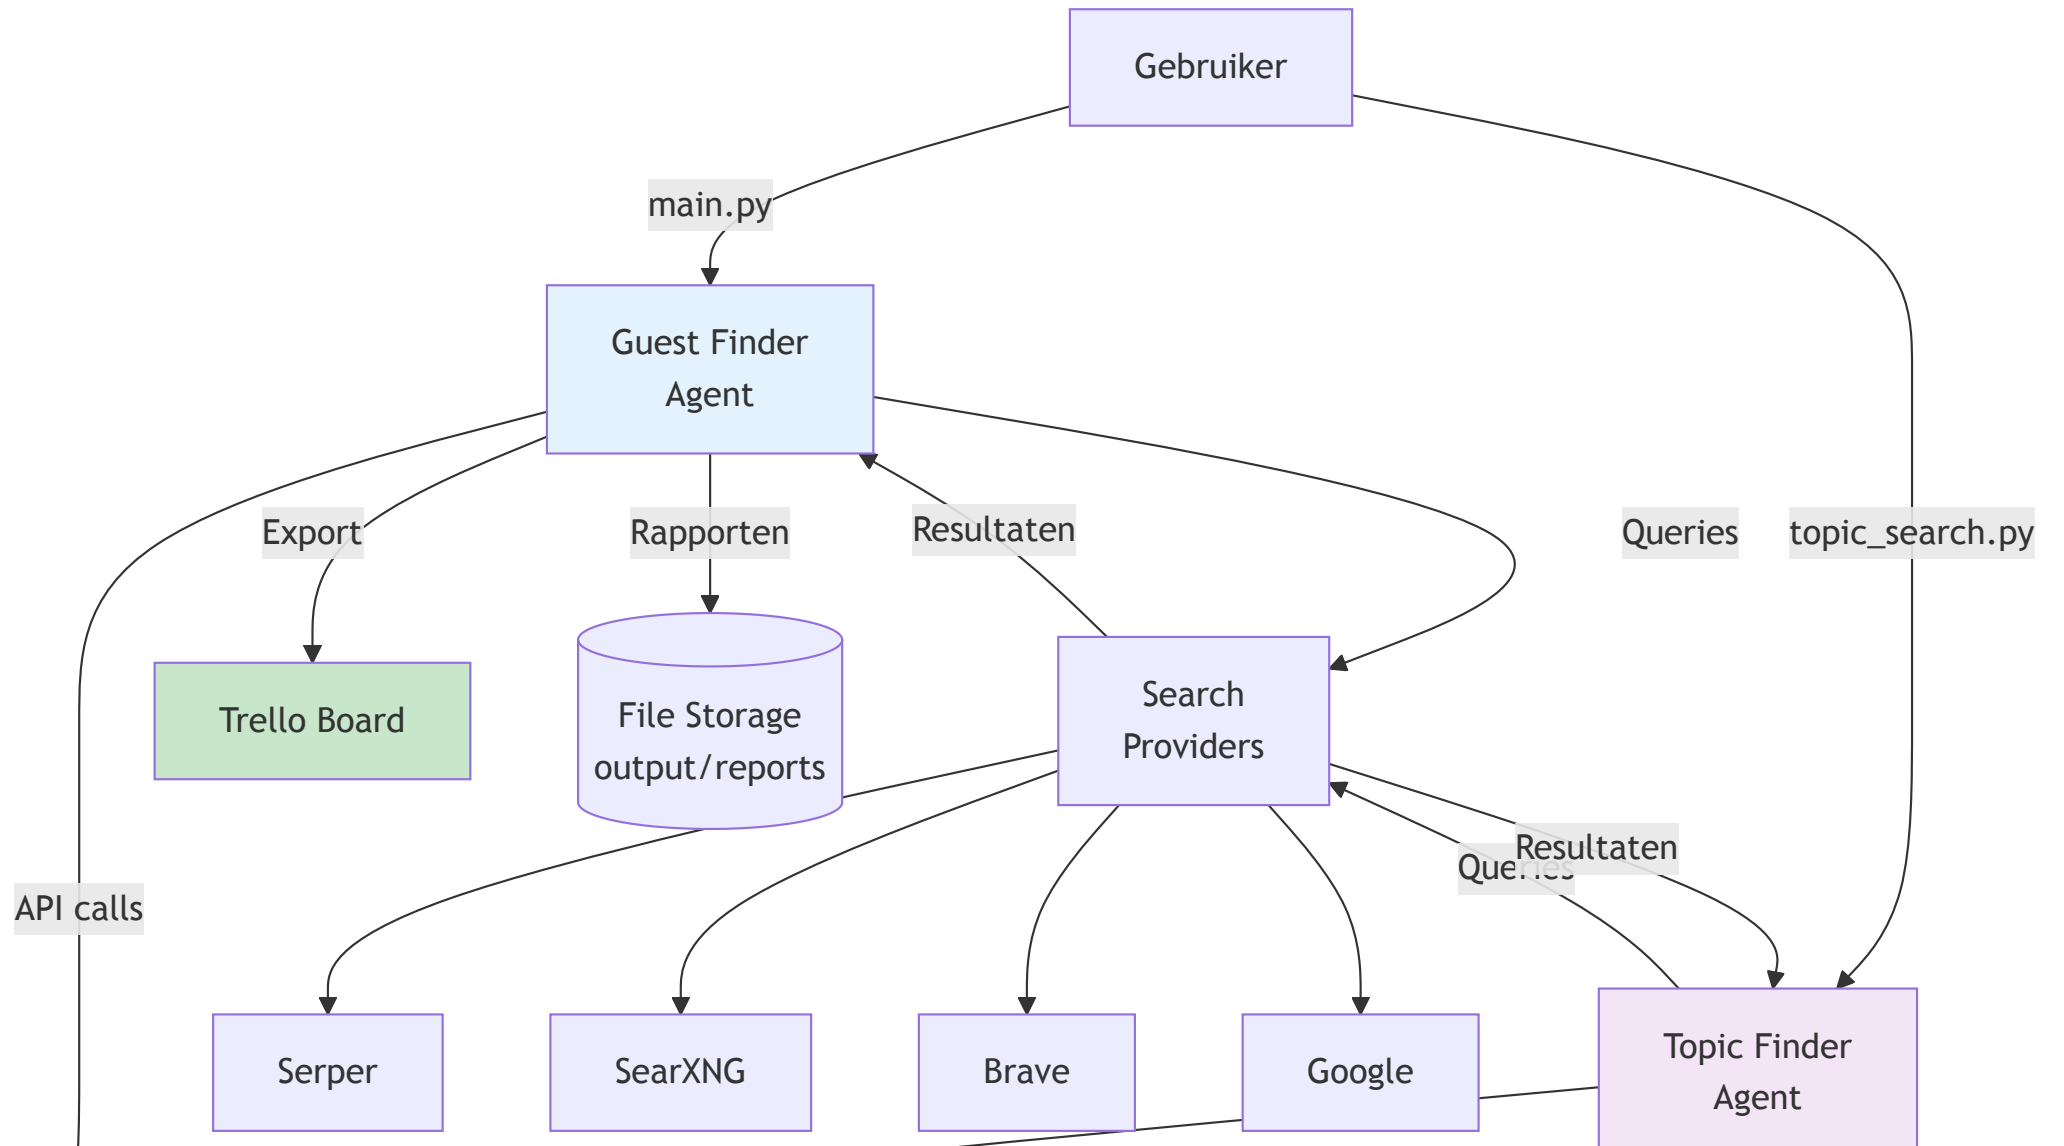 Gebruiker
main.py
Guest Finder
Agent
Export
Rapporten
Resultaten
Queries
topic_search.py
Trello Board
File Storage
output/reports
Search
Providers
Resultaten
Queries
API calls
Serper
SearXNG
Brave
Google
Topic Finder
Agent